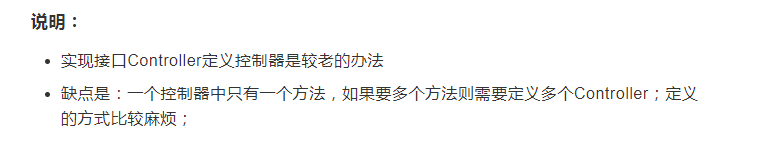 说明：
实现接口Controller定义控制器是较老的办法
缺点是：一个控制器中只有一个方法，如果要多个方法则需要定义多个Controller；定义
的方式比较麻烦；